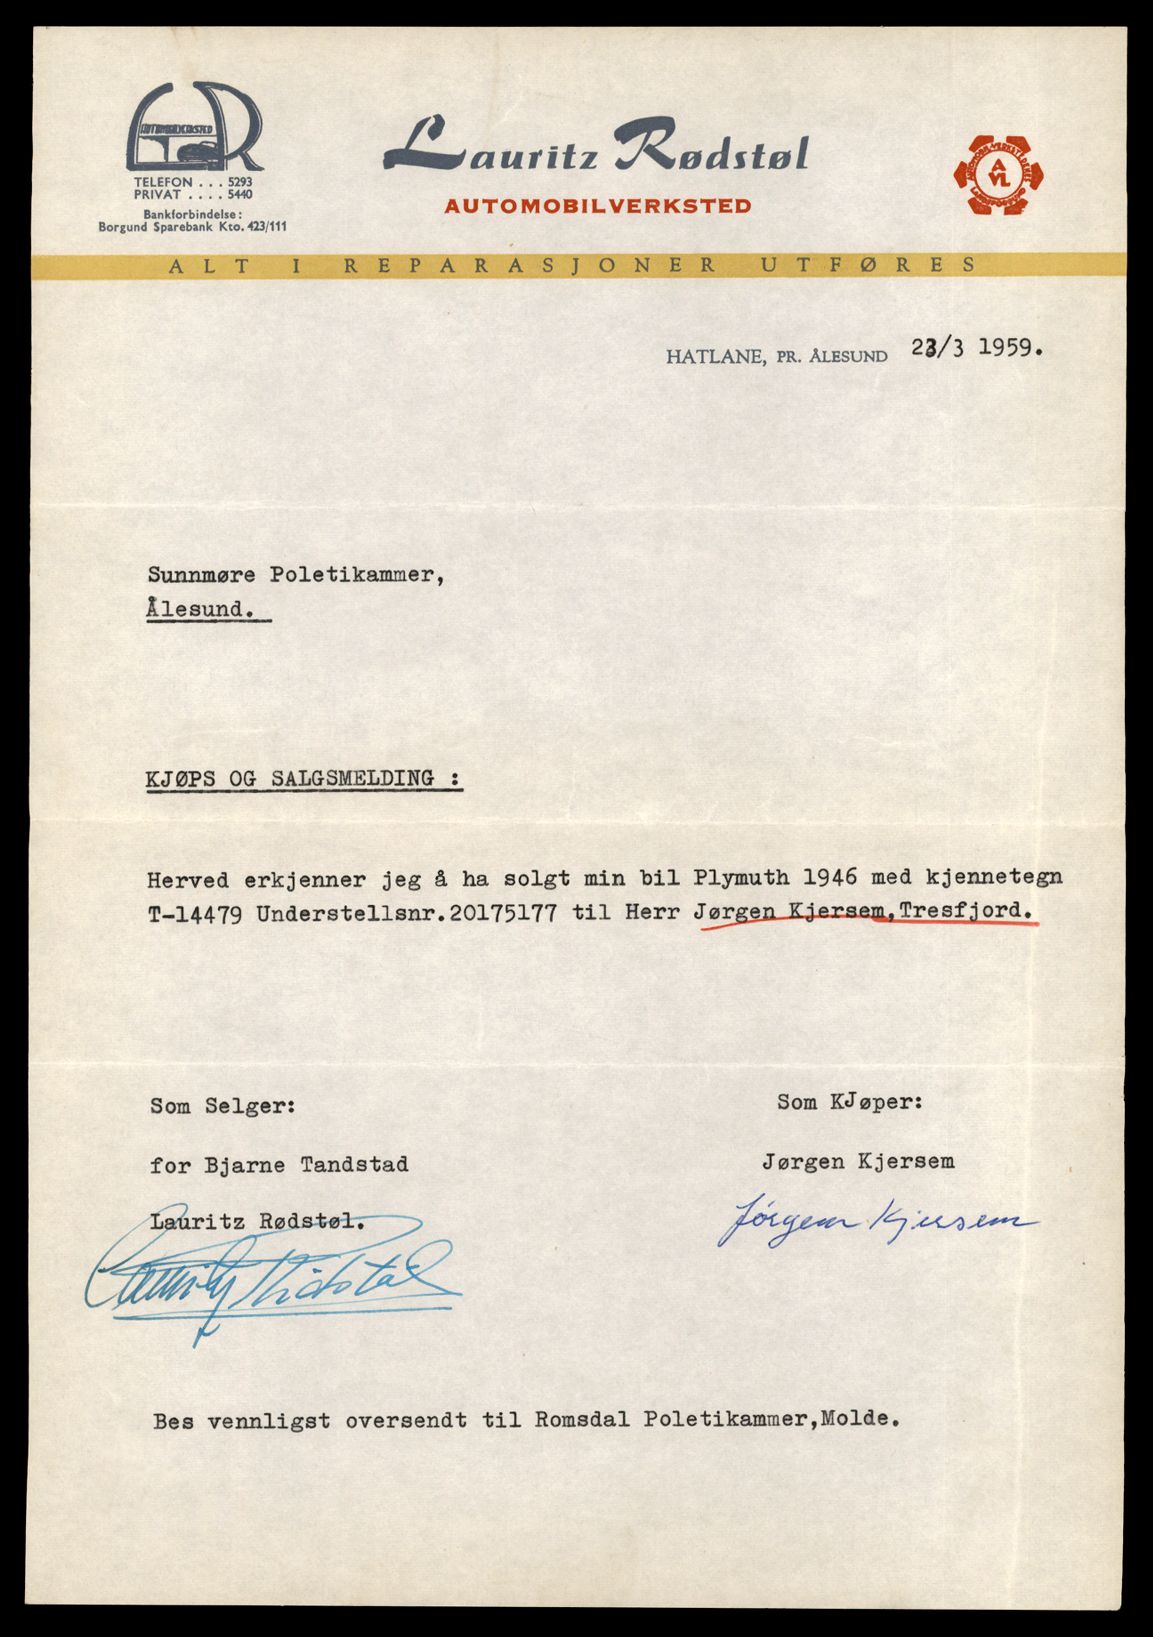 LR
AUTOMOBILVERKSTED
TELEFON . . . 5293
PRIVAT . . . . 5440
Bankforbindelse:
Borgund Sparebank Kto. 423/111
Lauritz Rødstøl
AUTOMOBILVERKSTED
A
VL
ALT I REPARASJONER UTFØRES
HATLANE, PR. ÅLESUND 23/3 1959.
Sunnmøre Poletikammer,
Ålesund.
KJØPS OG SALGSMELDING :
Herved erkjenner jeg å ha solgt min bil Plymuth 1946 med kjennetegn
T-14479 Understellsnr.20175177 til Herr Jørgen Kjersem,Tresfjord.
Som Selger:
Som KJøper:
for Bjarne Tandstad
Jørgen Kjersem
Lauritz Rødstøl.
Jørgen Kjersem
Lauritz Rødstøl
Bes vennligst oversendt til Romsdal Poletikammer,Molde.